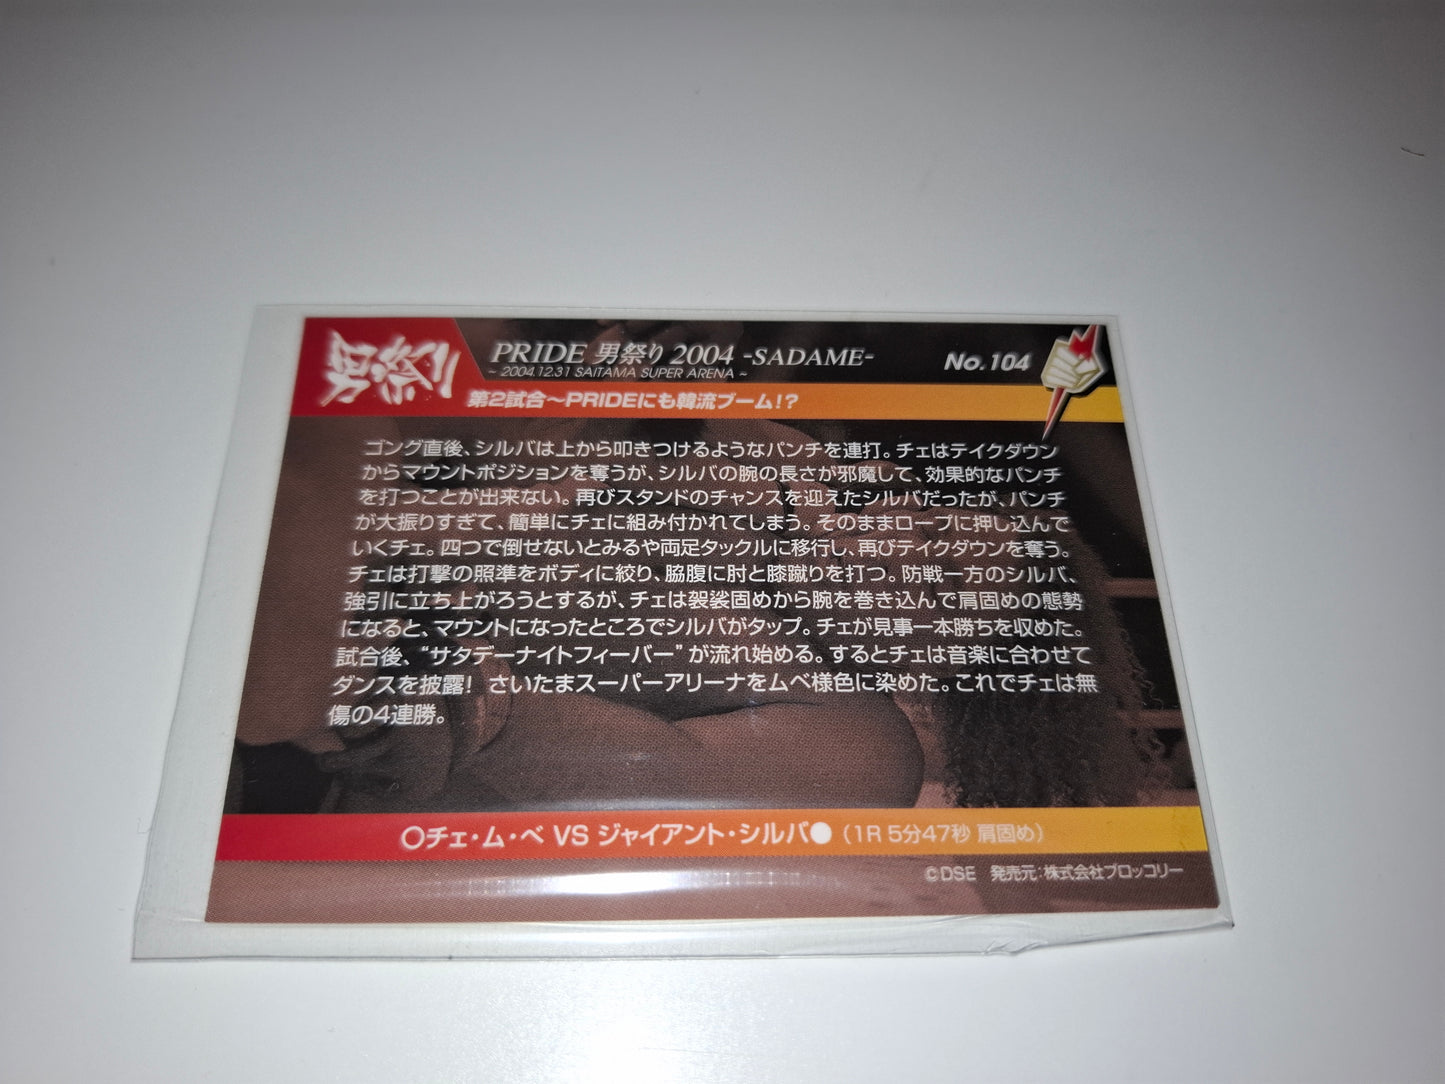 男祭り
PRIDE 男祭り 2004 -SADAME-
~ 2004.12.31 SAITAMA SUPER ARENA ~
No.104
第2試合～PRIDEにも韓流ブーム!?
ゴング直後、シルバは上から叩きつけるようなパンチを連打。チェはテイクダウン
からマウントポジションを奪うが、シルバの腕の長さが邪魔して、効果的なパンチ
を打つことが出来ない。再びスタンドのチャンスを迎えたシルバだったが、パンチ
が大振りすぎて、簡単にチェに組み付かれてしまう。そのままロープに押し込んで
いくチェ。四つで倒せないとみるや両足タックルに移行し、再びテイクダウンを奪う。
チェは打撃の照準をボディに絞り、脇腹に肘と膝蹴りを打つ。防戦一方のシルバ、
強引に立ち上がろうとするが、チェは袈裟固めから腕を巻き込んで肩固めの態勢
になると、マウントになったところでシルバがタップ。チェが見事一本勝ちを収めた。
試合後、“サタデーナイトフィーバー”が流れ始める。するとチェは音楽に合わせて
ダンスを披露! さいたまスーパーアリーナをムベ様色に染めた。これでチェは無
傷の4連勝。
○チェ・ム・ベ VS ジャイアント・シルバ● (1R 5分47秒 肩固め)
©DSE 発売元:株式会社ブロッコリー